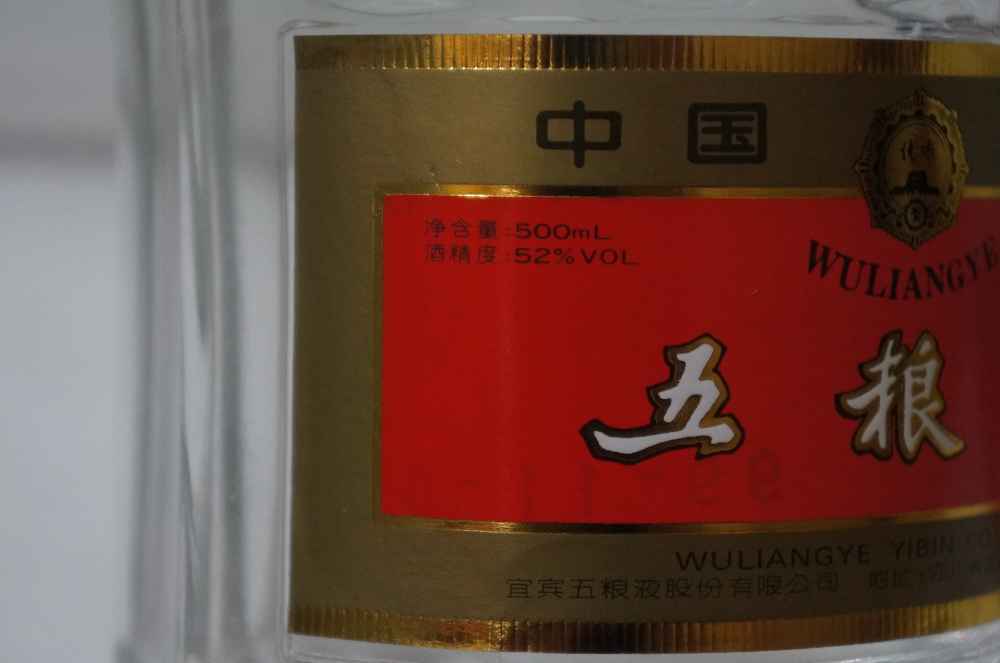 中国
净含量:500mL
酒精度:52%VOL
WULIANGYE
五粮
WULIANGYE YIBIN CO
宜宾五粮液股份有限公司